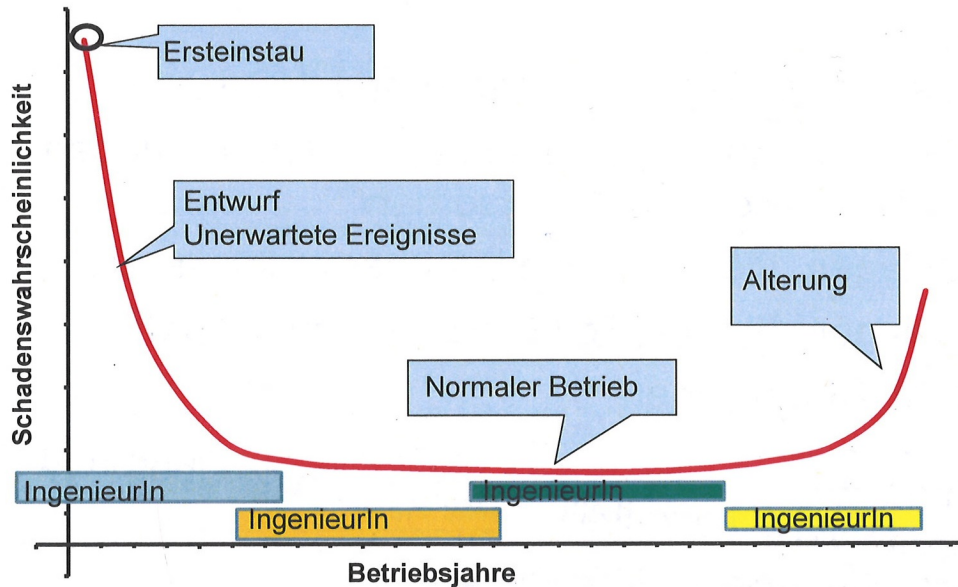 Ersteinstau
Entwurf
Unerwartete Ereignisse
Alterung
Normaler Betrieb
Schadenswahrscheinlichkeit
IngenieurIn
IngenieurIn
IngenieurIn
IngenieurIn
Betriebsjahre